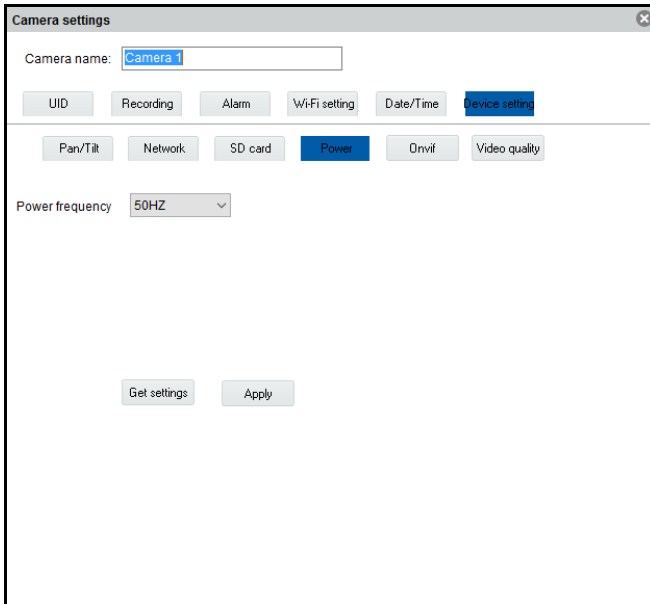 Camera settings
Camera name: Camera 1
UID Recording Alarm Wi-Fi setting Date/Time Device setting
Pan/Tilt Network SD card Power Onvif Video quality
Power frequency 50HZ
Get settings Apply